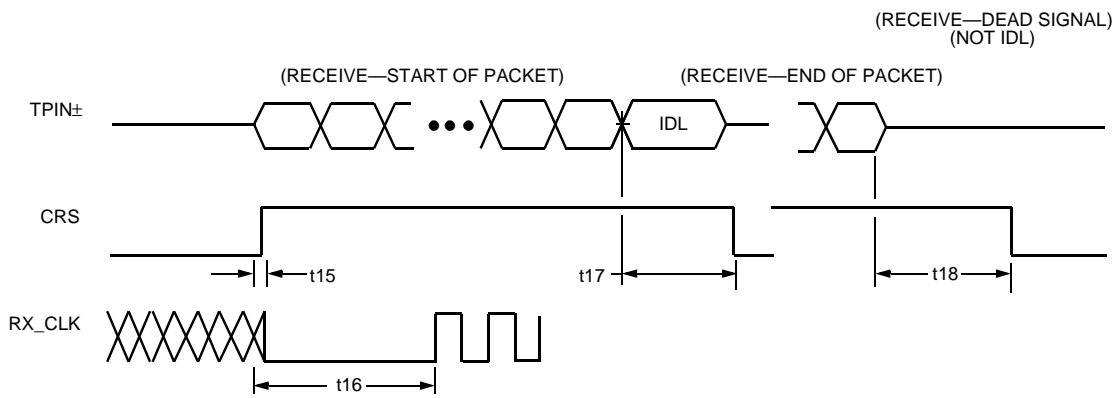 (RECEIVE—DEAD SIGNAL)
(NOT IDL)
(RECEIVE—START OF PACKET)
(RECEIVE—END OF PACKET)
TPIN±
IDL
CRS
t15
t17
t18
RX_CLK
t16